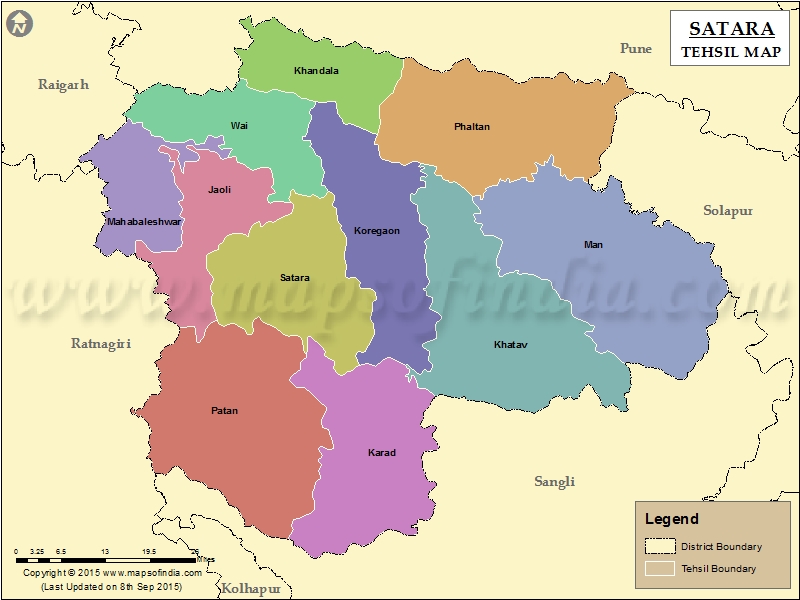 N
SATARA
TEHSIL MAP
Pune
Raigarh
Khandala
Phaltan
Wai
Jaoli
Mahabaleshwar
Koregaon
Solapur
Man
Satara
www.mapsofindia.com
Ratnagiri
Khatav
Patan
Karad
Sangli
Legend
District Boundary
Tehsil Boundary
0 3.25 6.5 13 19.5 26 Miles
Copyright © 2015 www.mapsofindia.com
(Last Updated on 8th Sep 2015)
Kolhapur